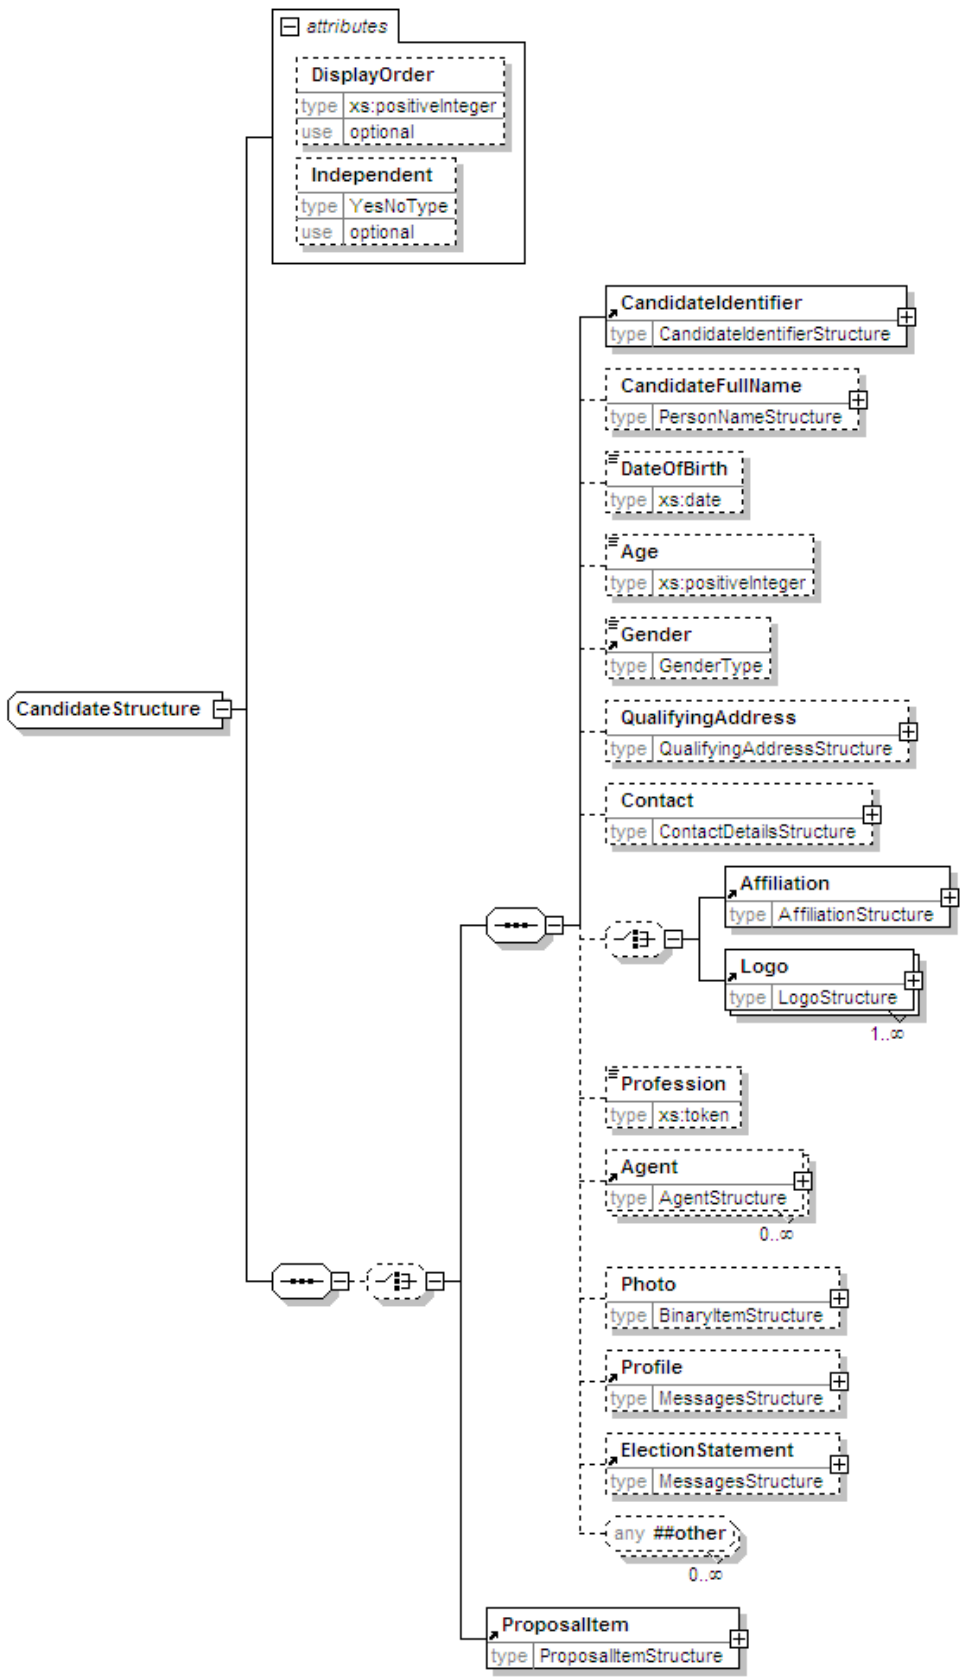 attributes
DisplayOrder
type xs:positiveInteger
use optional
Independent
type YesNoType
use optional
CandidateIdentifier
type CandidateIdentifierStructure
CandidateFullName
type PersonNameStructure
DateOfBirth
type xs:date
Age
type xs:positiveInteger
Gender
type GenderType
CandidateStructure
QualifyingAddress
type QualifyingAddressStructure
Contact
type ContactDetailsStructure
Affiliation
type AffiliationStructure
Logo
type LogoStructure
1..∞
Profession
type xs:token
Agent
type AgentStructure
0..∞
Photo
type BinaryItemStructure
Profile
type MessagesStructure
ElectionStatement
type MessagesStructure
any ##other
0..∞
ProposalItem
type ProposalItemStructure